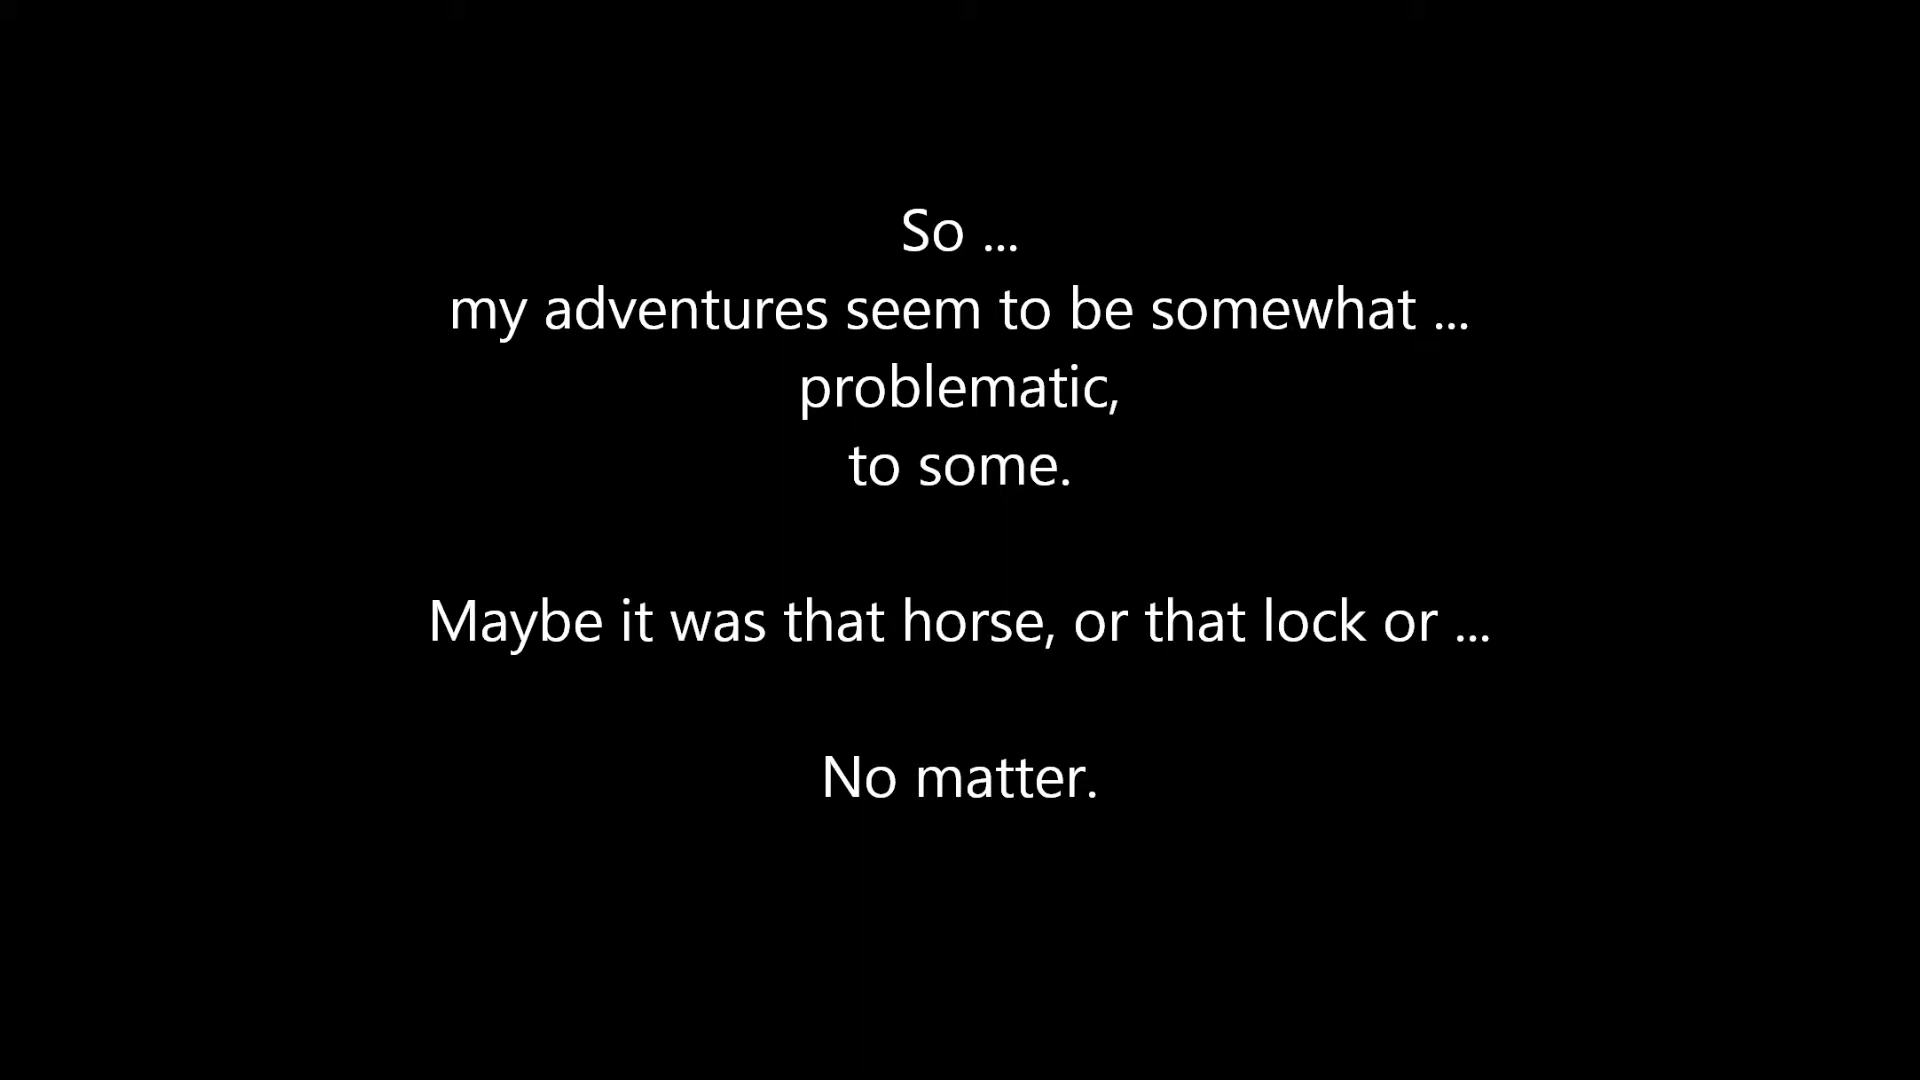 So ...
my adventures seem to be somewhat ...
problematic,
to some.
Maybe it was that horse, or that lock or ...
No matter.